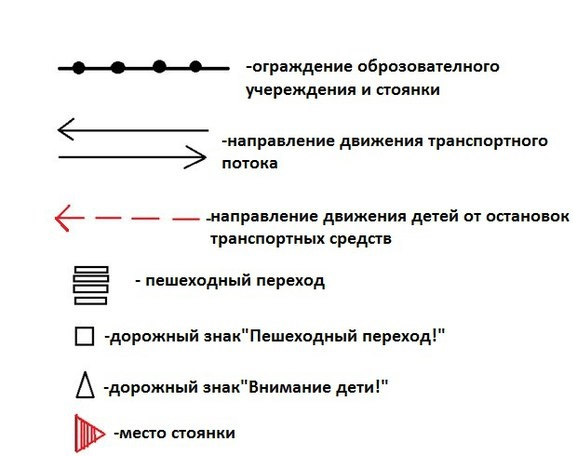 -ограждение оброзователного
учереждения и стоянки
-направление движения транспортного
потока
-направление движения детей от остановок
транспортных средств
- пешеходный переход
-дорожный знак"Пешеходный переход!"
-дорожный знак"Внимание дети!"
-место стоянки